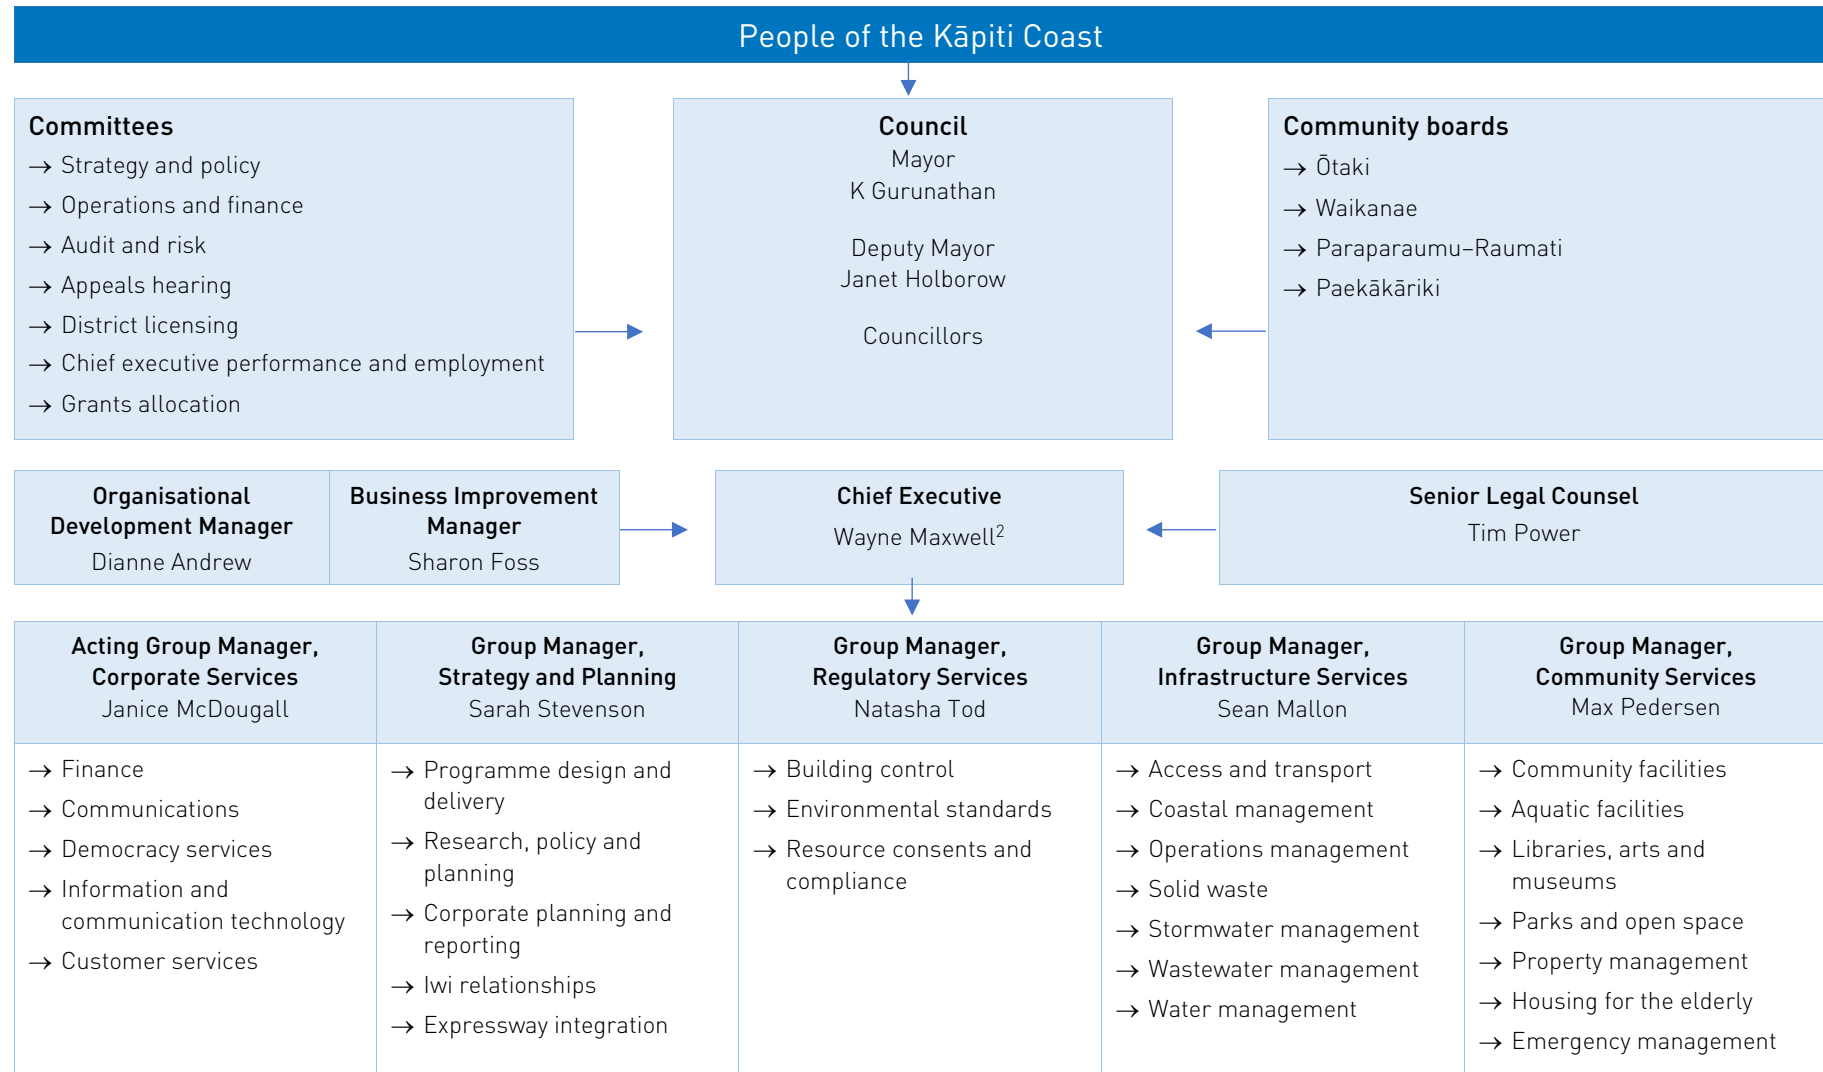 People of the Kāpiti Coast
Committees
→ Strategy and policy
→ Operations and finance
→ Audit and risk
→ Appeals hearing
→ District licensing
→ Chief executive performance and employment
→ Grants allocation
Council
Mayor
K Gurunathan
Deputy Mayor
Janet Holborow
Councillors
Community boards
→ Ōtaki
→ Waikanae
→ Paraparaumu–Raumati
→ Paekākāriki
Organisational
Development Manager
Dianne Andrew
Business Improvement
Manager
Sharon Foss
Chief Executive
Wayne Maxwell²
Senior Legal Counsel
Tim Power
Acting Group Manager,
Corporate Services
Janice McDougall
→ Finance
→ Communications
→ Democracy services
→ Information and
communication technology
→ Customer services
Group Manager,
Strategy and Planning
Sarah Stevenson
→ Programme design and
delivery
→ Research, policy and
planning
→ Corporate planning and
reporting
→ Iwi relationships
→ Expressway integration
Group Manager,
Regulatory Services
Natasha Tod
→ Building control
→ Environmental standards
→ Resource consents and
compliance
Group Manager,
Infrastructure Services
Sean Mallon
→ Access and transport
→ Coastal management
→ Operations management
→ Solid waste
→ Stormwater management
→ Wastewater management
→ Water management
Group Manager,
Community Services
Max Pedersen
→ Community facilities
→ Aquatic facilities
→ Libraries, arts and
museums
→ Parks and open space
→ Property management
→ Housing for the elderly
→ Emergency management